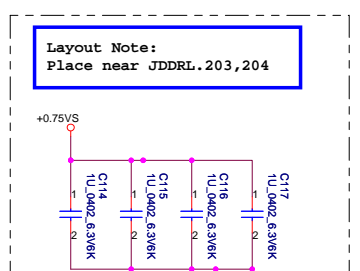 Layout Note:
Place near JDDRL.203,204
+0.75VS
C114
1U_0402_6.3V6K
C115
1U_0402_6.3V6K
C116
1U_0402_6.3V6K
C117
1U_0402_6.3V6K
1
1
1
1
2
2
2
2